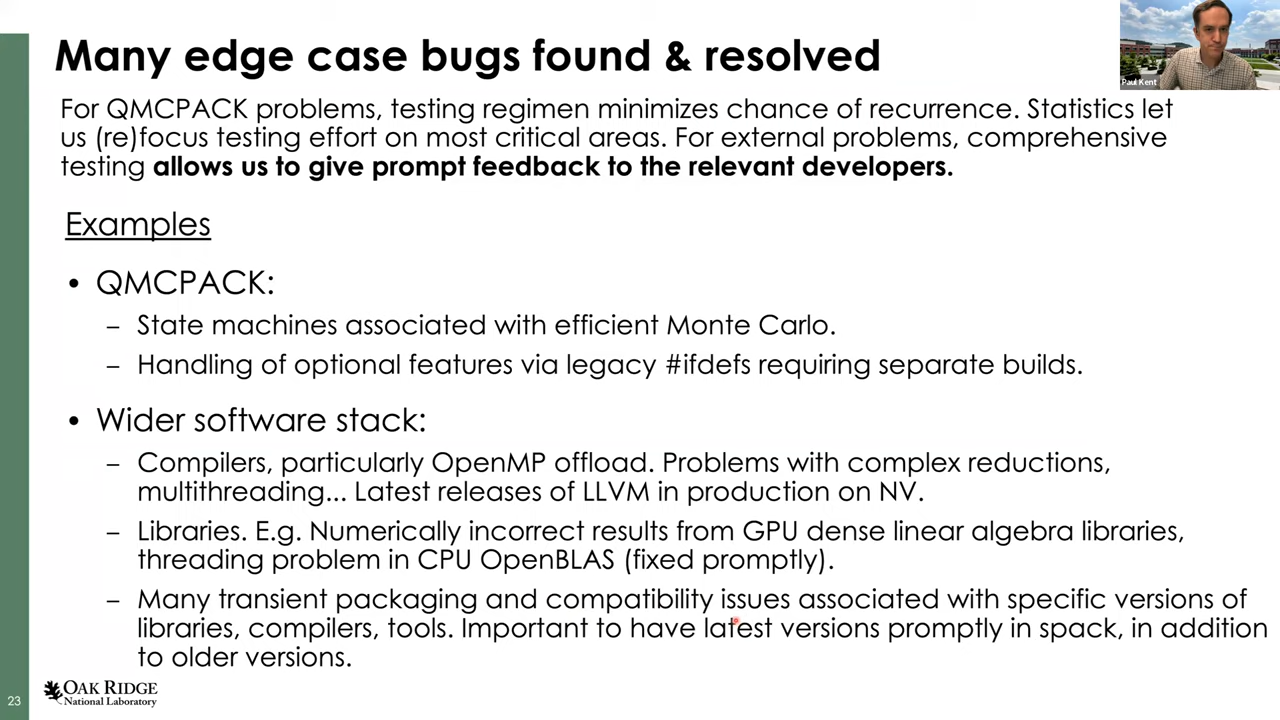 Many edge case bugs found & resolved
Paul Kent
For QMCPACK problems, testing regimen minimizes chance of recurrence. Statistics let
us (re)focus testing effort on most critical areas. For external problems, comprehensive
testing allows us to give prompt feedback to the relevant developers.
Examples
• QMCPACK:
– State machines associated with efficient Monte Carlo.
– Handling of optional features via legacy #ifdefs requiring separate builds.
• Wider software stack:
– Compilers, particularly OpenMP offload. Problems with complex reductions,
multithreading... Latest releases of LLVM in production on NV.
– Libraries. E.g. Numerically incorrect results from GPU dense linear algebra libraries,
threading problem in CPU OpenBLAS (fixed promptly).
– Many transient packaging and compatibility issues associated with specific versions of
libraries, compilers, tools. Important to have latest versions promptly in spack, in addition
to older versions.
23
OAK RIDGE
National Laboratory